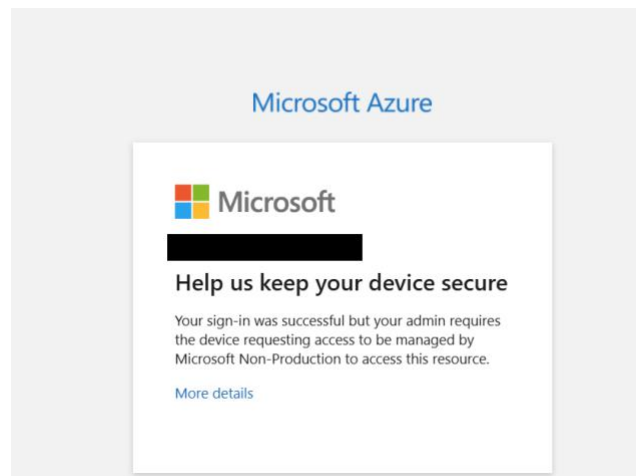 Microsoft Azure
Microsoft
Help us keep your device secure
Your sign-in was successful but your admin requires
the device requesting access to be managed by
Microsoft Non-Production to access this resource.
More details